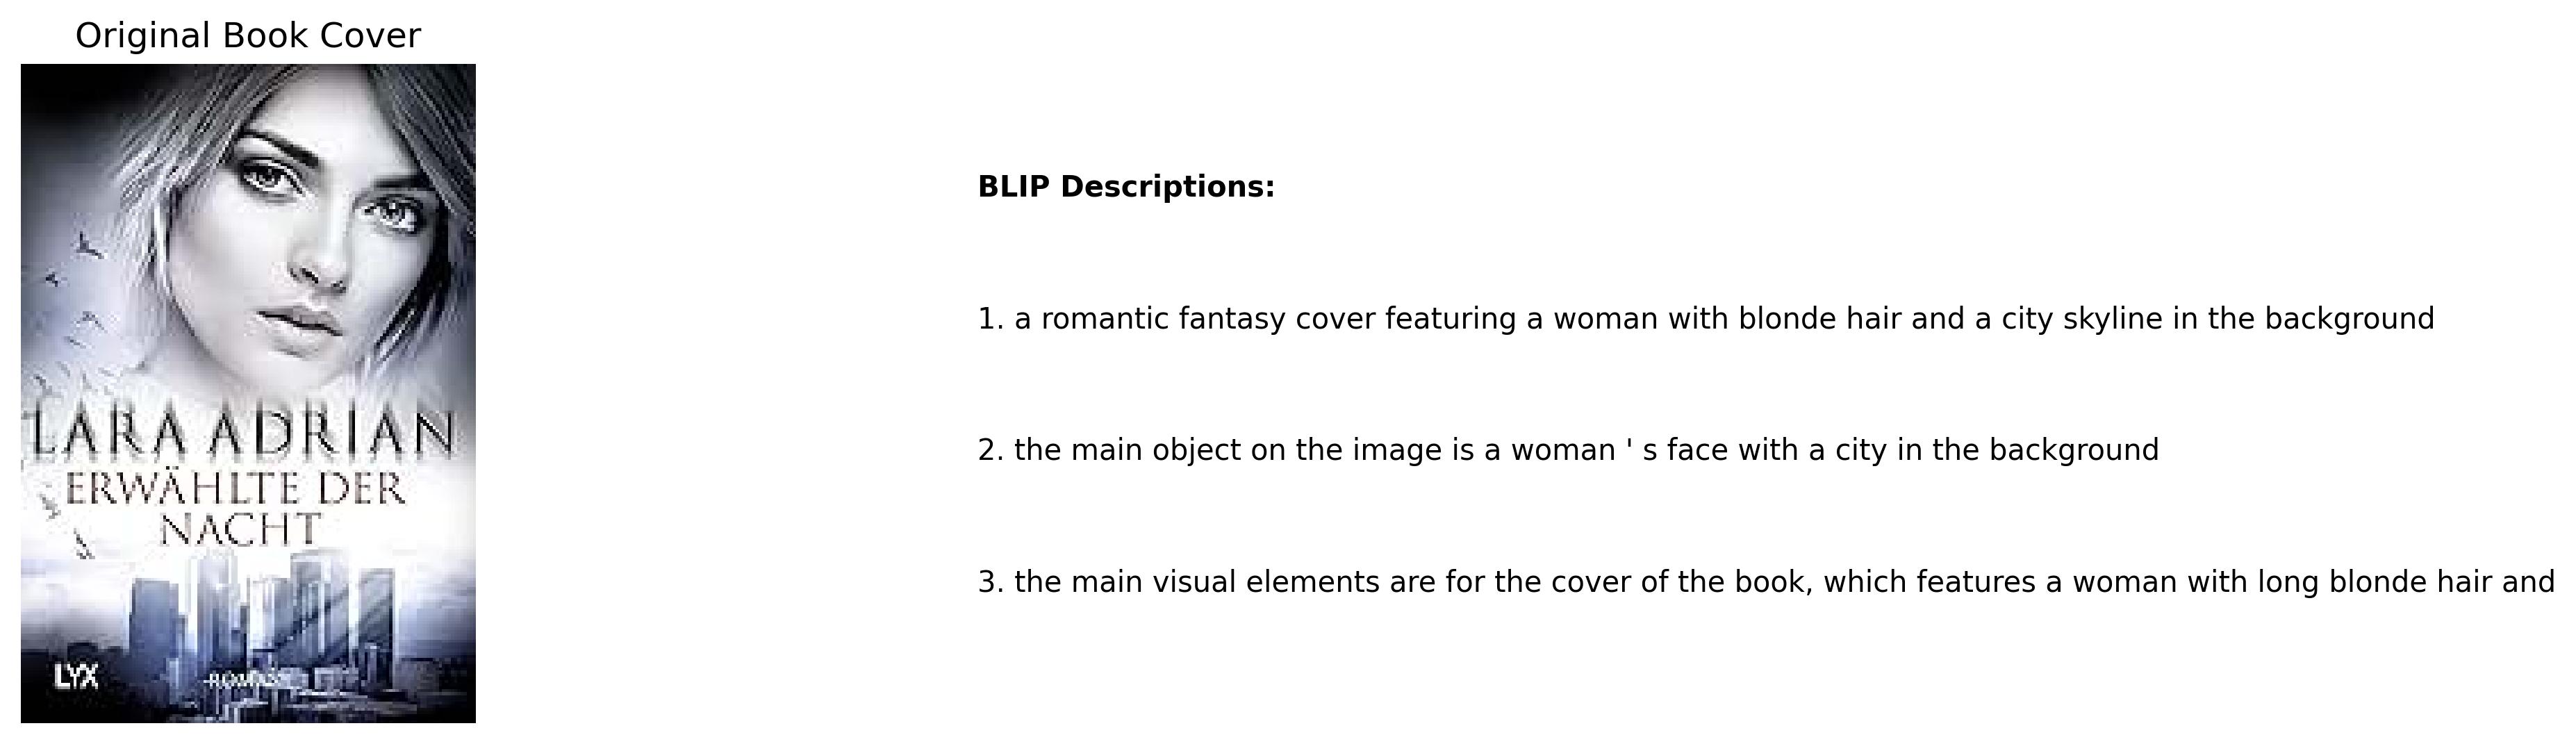 Original Book Cover
LARA ADRIAN
ERWÄHLTE DER
NACHT
LYX
ROMAN
BLIP Descriptions:
1. a romantic fantasy cover featuring a woman with blonde hair and a city skyline in the background
2. the main object on the image is a woman ' s face with a city in the background
3. the main visual elements are for the cover of the book, which features a woman with long blonde hair and